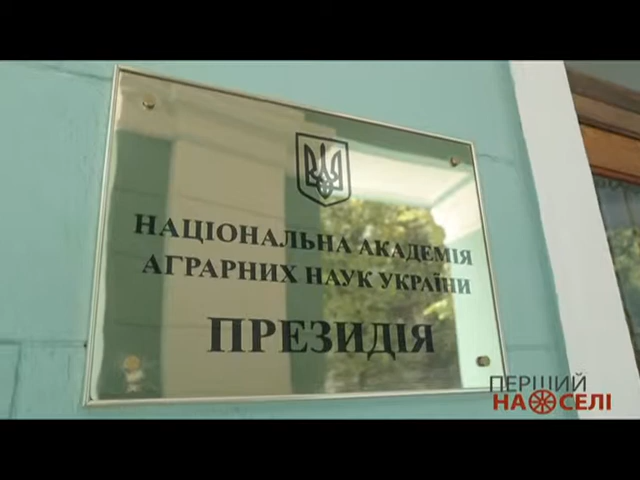 НАЦІОНАЛЬНА АКАДЕМІЯ
АГРАРНИХ НАУК УКРАЇНИ
ПРЕЗИДІЯ
ПЕРШИЙ
НА СЕЛІ